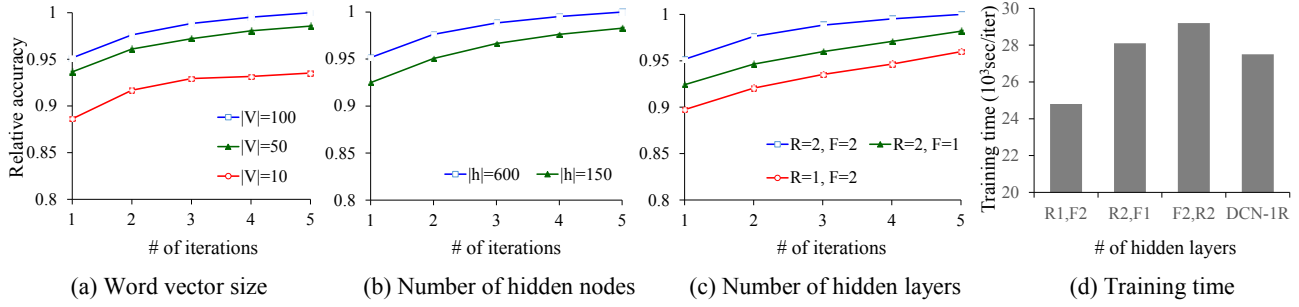 Relative accuracy
1
0.95
0.9
0.85
0.8
1 2 3 4 5
|V|=100
|V|=50
|V|=10
# of iterations
(a) Word vector size
1
0.95
0.9
0.85
0.8
1 2 3 4 5
|h|=600 |h|=150
# of iterations
(b) Number of hidden nodes
1
0.95
0.9
0.85
0.8
1 2 3 4 5
R=2, F=2 R=2, F=1
R=1, F=2
# of iterations
(c) Number of hidden layers
Training time (10³sec/iter)
30
28
26
24
22
20
R1,F2 R2,F1 F2,R2 DCN-1R
# of hidden layers
(d) Training time